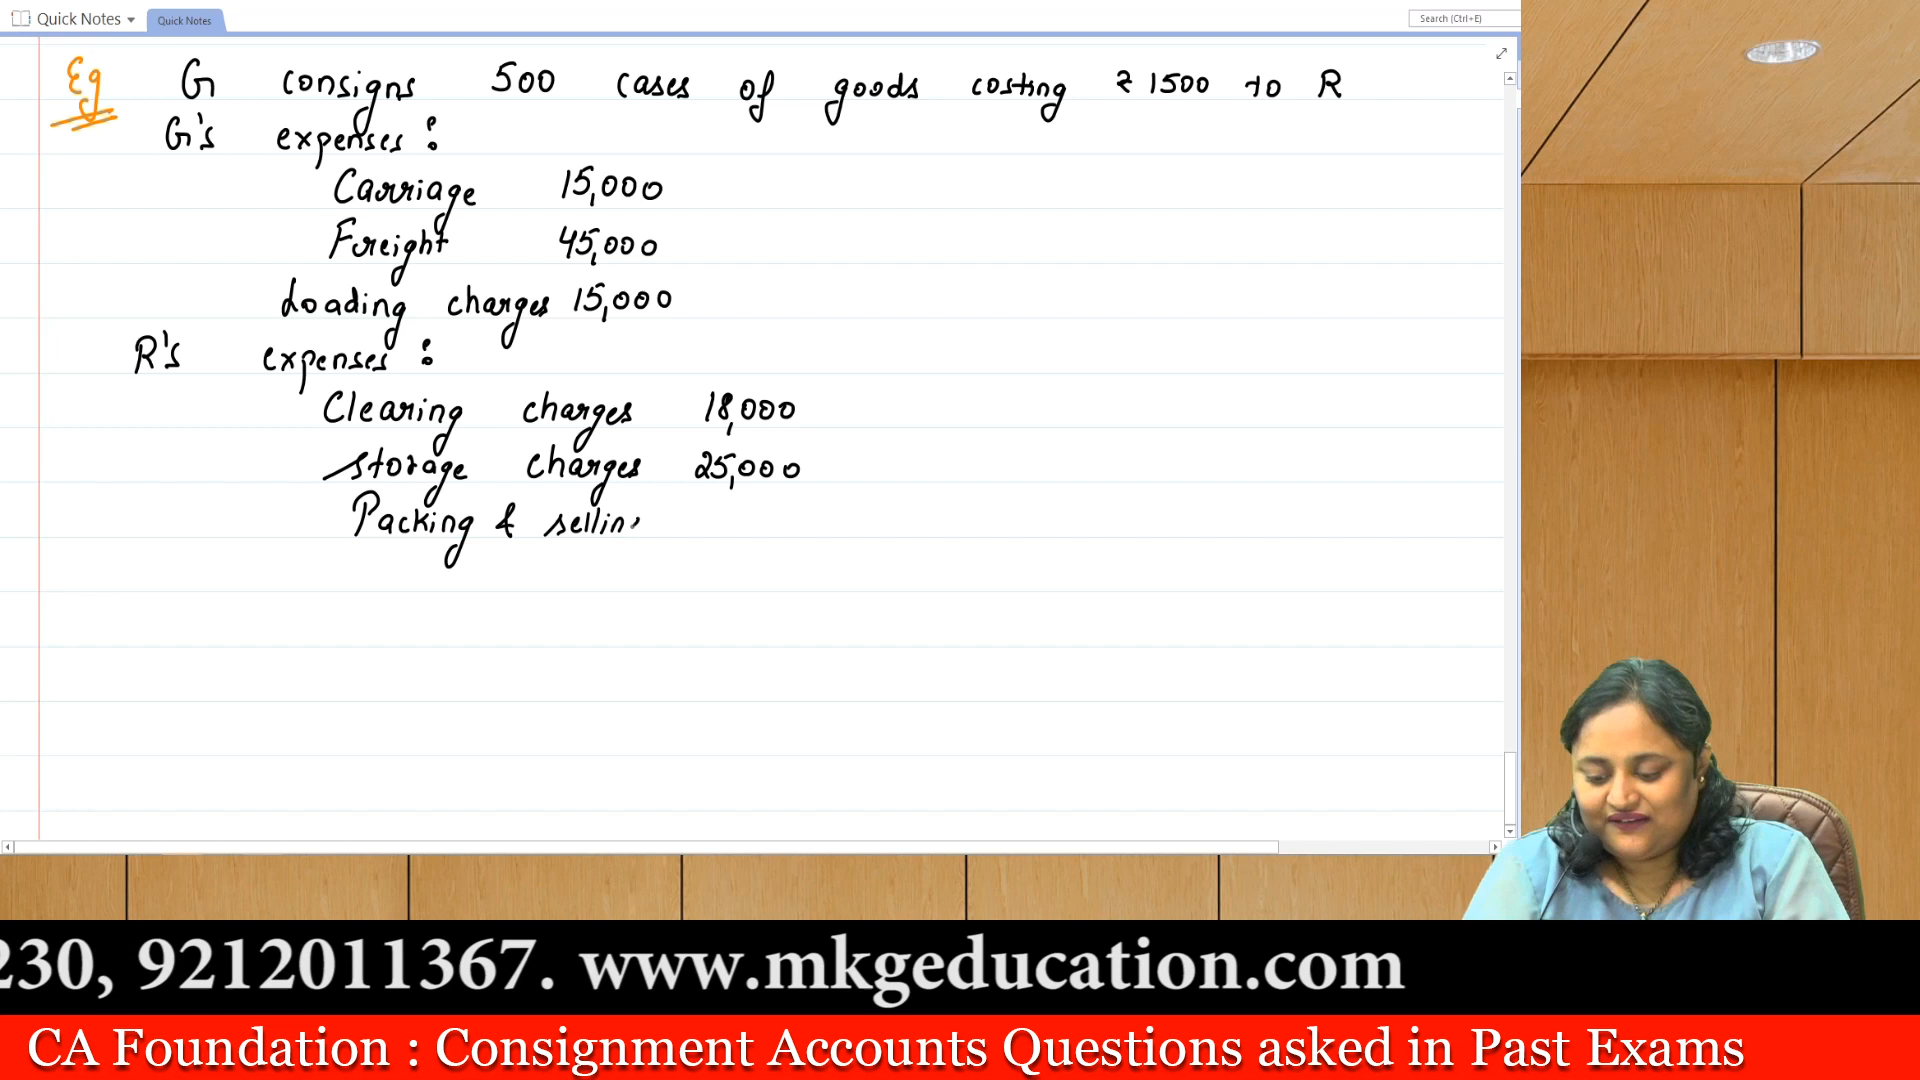 Quick Notes
Quick Notes
Search (Ctrl+E)
Eg G consigns 500 cases of goods costing ₹ 1500 to R
G's expenses :
Carriage 15,000
Freight 45,000
Loading charges 15,000
R's expenses :
Clearing charges 18,000
Storage charges 25,000
Packing & sellin
230, 9212011367. www.mkgeducation.com
CA Foundation : Consignment Accounts Questions asked in Past Exams